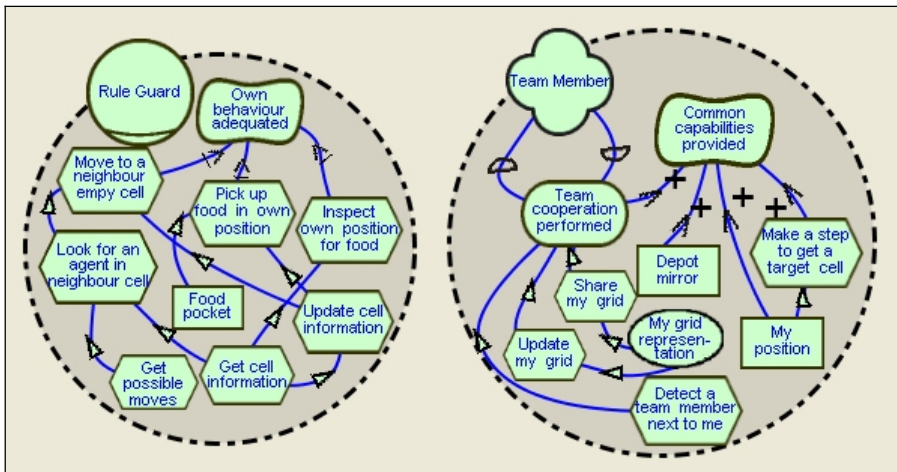 Rule Guard
Own
behaviour
adequated
Move to a
neighbour
empy cell
Pick up
food in own
position
Inspect
own position
for food
Look for an
agent in
neighbour cell
Food
pocket
Update cell
information
Get
possible
moves
Get cell
information
Team Member
Common
capabilities
provided
Team
cooperation
performed
Depot
mirror
Make a step
to get a
target cell
Share
my grid
My grid
represen-
tation
My
position
Update
my grid
Detect a
team member
next to me